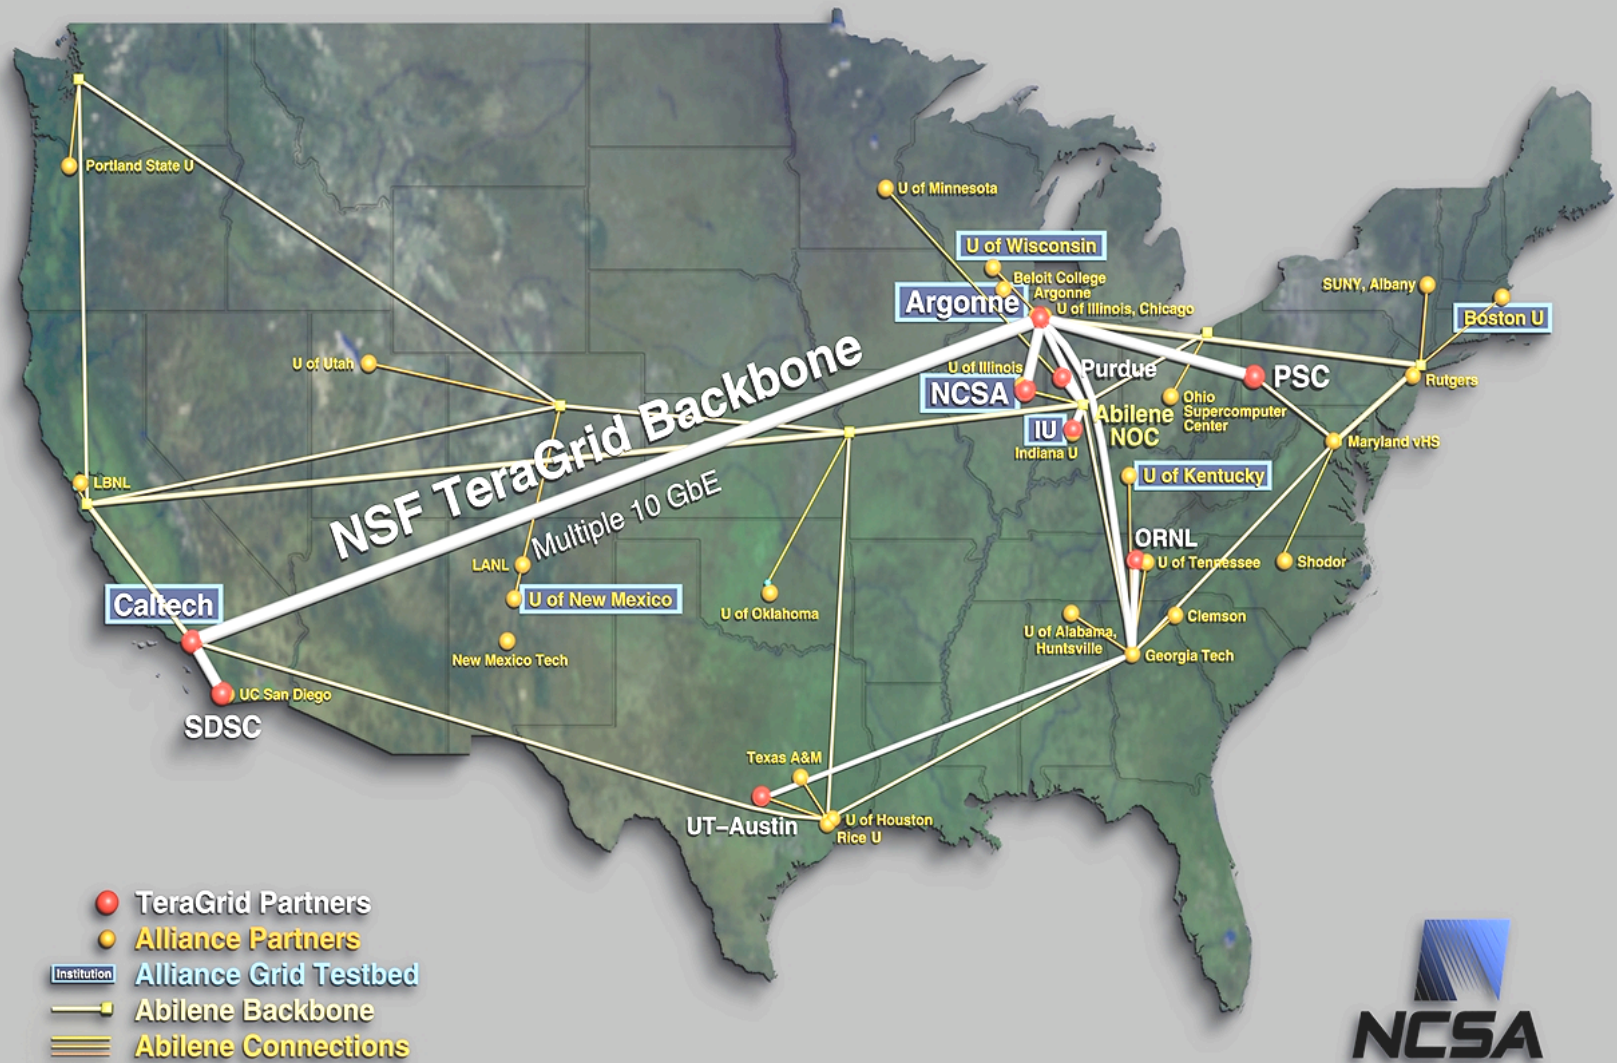 Portland State U
U of Minnesota
U of Wisconsin
Beloit College
Argonne
Argonne
U of Illinois, Chicago
SUNY, Albany
Boston U
U of Utah
U of Illinois
Purdue
PSC
Rutgers
NCSA
Ohio
Supercomputer
Center
Abilene
NOC
IU
Indiana U
Maryland vHS
NSF TeraGrid Backbone
Multiple 10 GbE
LBNL
U of Kentucky
ORNL
U of Tennessee
Shodor
LANL
U of New Mexico
Caltech
U of Oklahoma
Clemson
U of Alabama,
Huntsville
New Mexico Tech
Georgia Tech
UC San Diego
SDSC
Texas A&M
UT-Austin
U of Houston
Rice U
TeraGrid Partners
Alliance Partners
Institution Alliance Grid Testbed
Abilene Backbone
Abilene Connections
NCSA